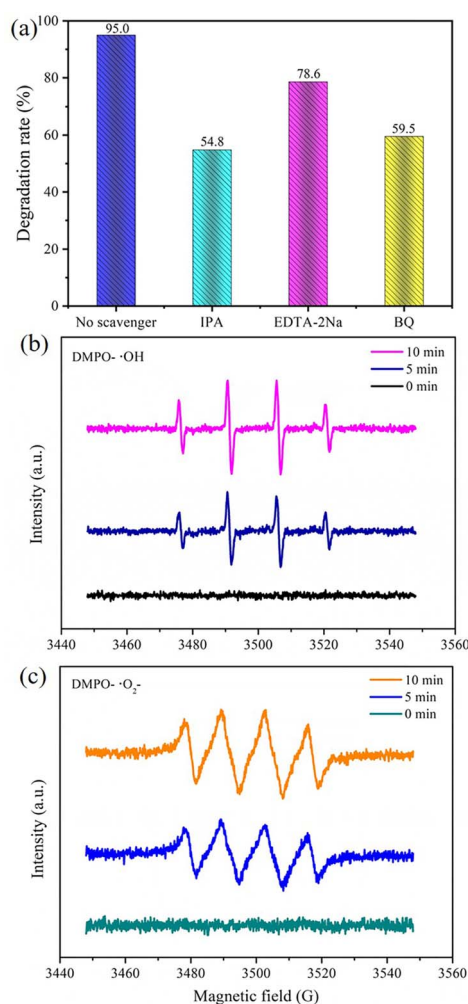 (a)
100
80
60
40
20
0
Degradation rate (%)
95.0
54.8
78.6
59.5
No scavenger IPA EDTA-2Na BQ
(b)
DMPO- ·OH
10 min
5 min
0 min
Intensity (a.u.)
3440 3460 3480 3500 3520 3540 3560
(c)
DMPO- ·O₂-
10 min
5 min
0 min
Intensity (a.u.)
3440 3460 3480 3500 3520 3540 3560
Magnetic field (G)